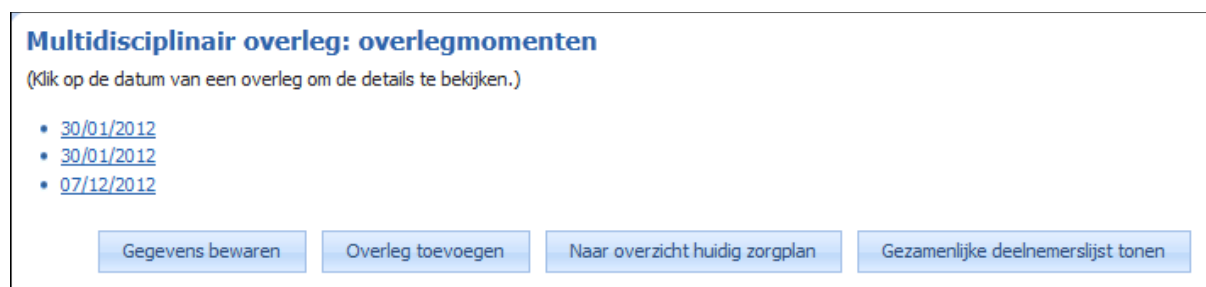 Multidisciplinair overleg: overlegmomenten
(Klik op de datum van een overleg om de details te bekijken.)
• 30/01/2012
• 30/01/2012
• 07/12/2012
Gegevens bewaren Overleg toevoegen Naar overzicht huidig zorgplan Gezamenlijke deelnemerslijst tonen